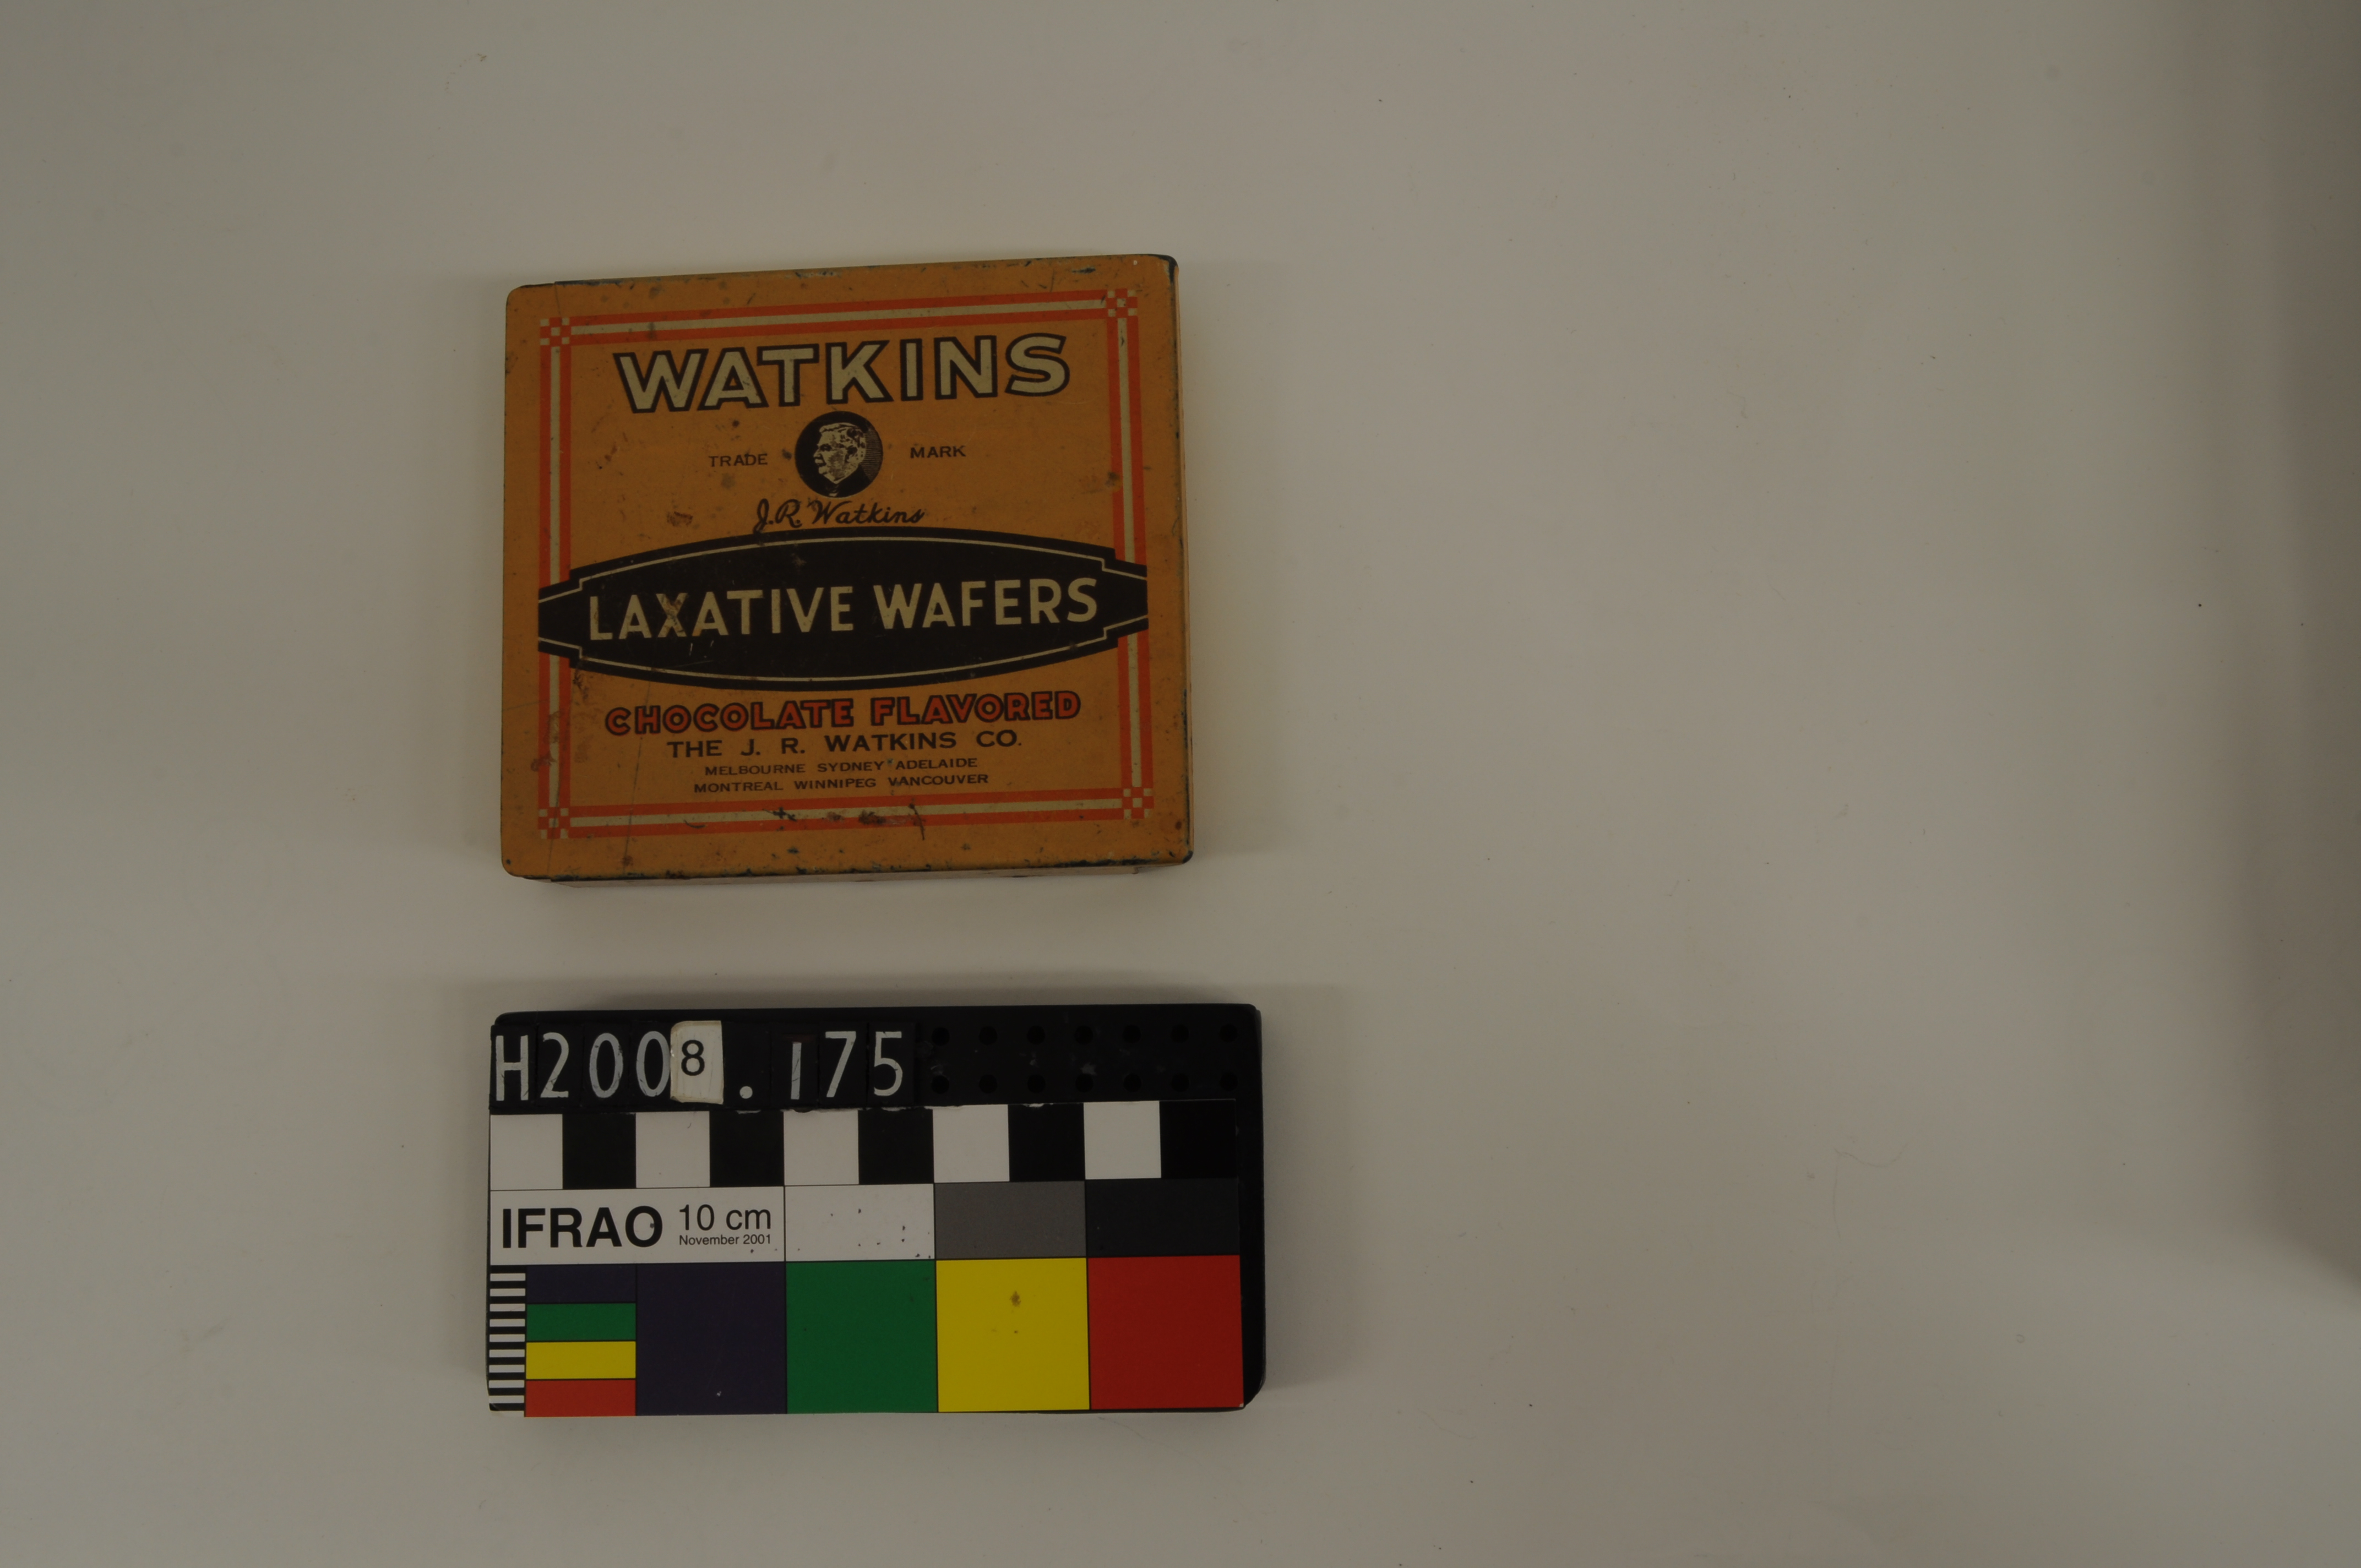 WATKINS
TRADE MARK
J.R. Watkins
LAXATIVE WAFERS
CHOCOLATE FLAVORED
THE J. R. WATKINS CO.
MELBOURNE SYDNEY ADELAIDE
MONTREAL WINNIPEG VANCOUVER
H2008.175
IFRAO 10 cm
November 2001